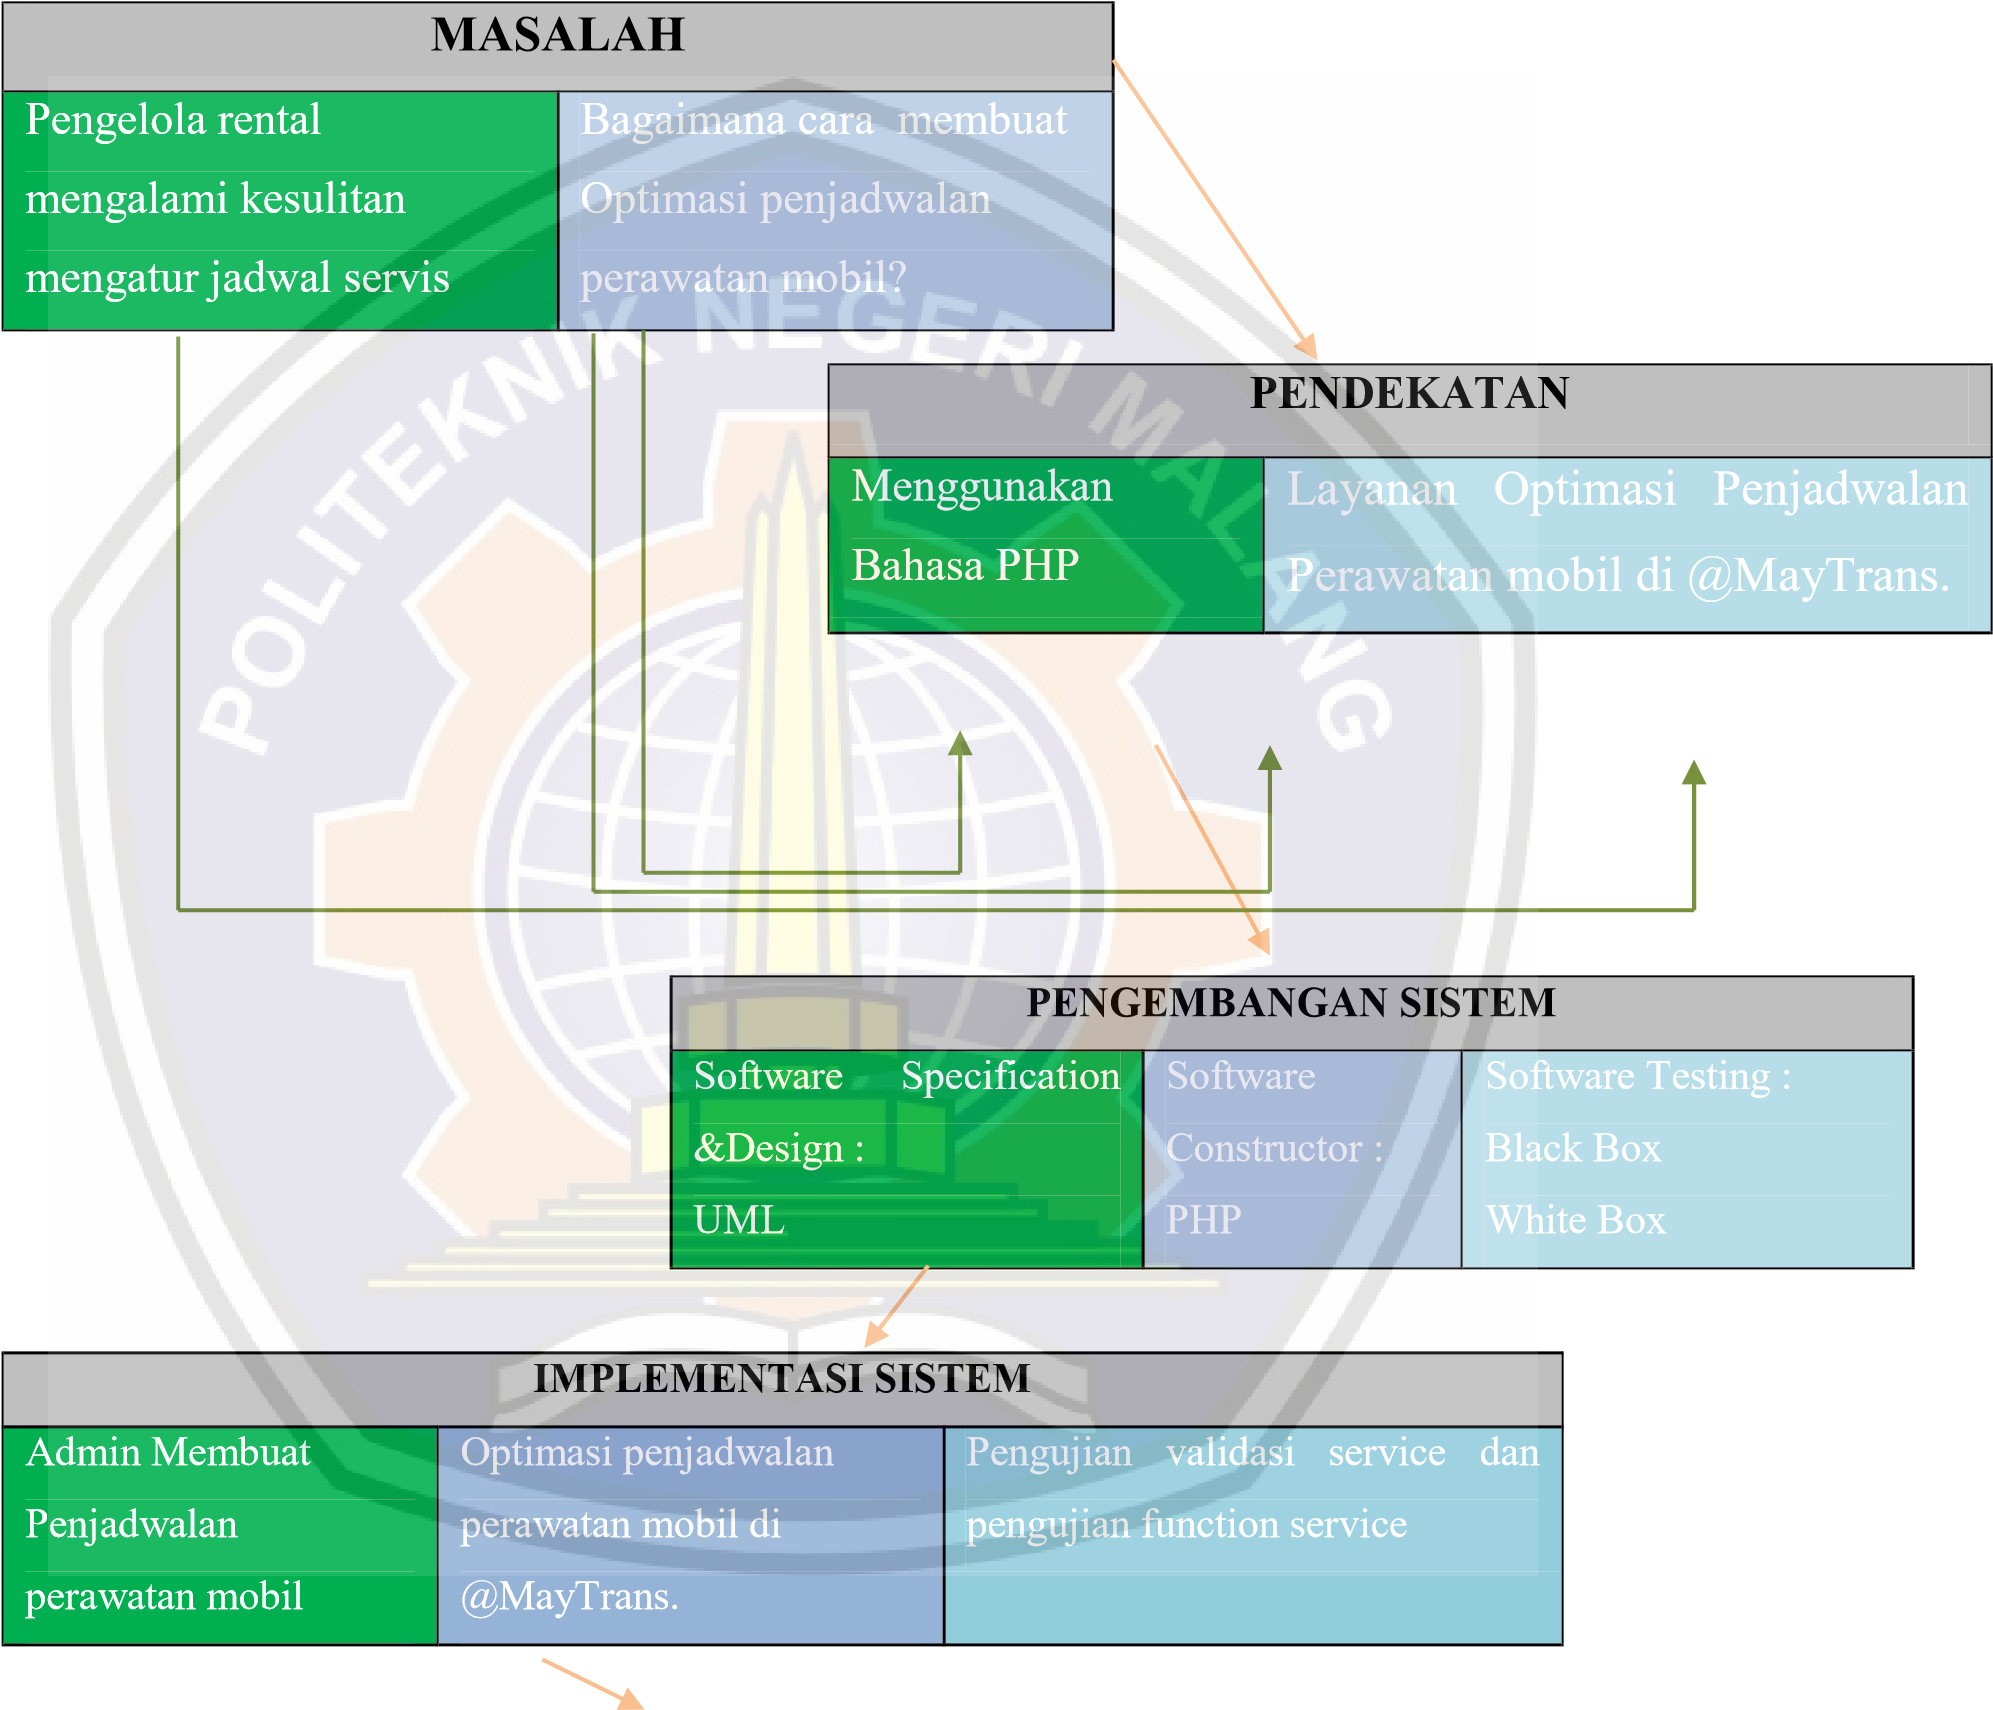 MASALAH
Pengelola rental
mengalami kesulitan
mengatur jadwal servis
Bagaimana cara membuat
Optimasi penjadwalan
perawatan mobil?
POLITEKNIK NEGERI MALANG
PENDEKATAN
Menggunakan
Bahasa PHP
Layanan Optimasi Penjadwalan
Perawatan mobil di @MayTrans.
PENGEMBANGAN SISTEM
Software Specification
&Design :
UML
Software
Constructor :
PHP
Software Testing :
Black Box
White Box
IMPLEMENTASI SISTEM
Admin Membuat
Penjadwalan
perawatan mobil
Optimasi penjadwalan
perawatan mobil di
@MayTrans.
Pengujian validasi service dan
pengujian function service